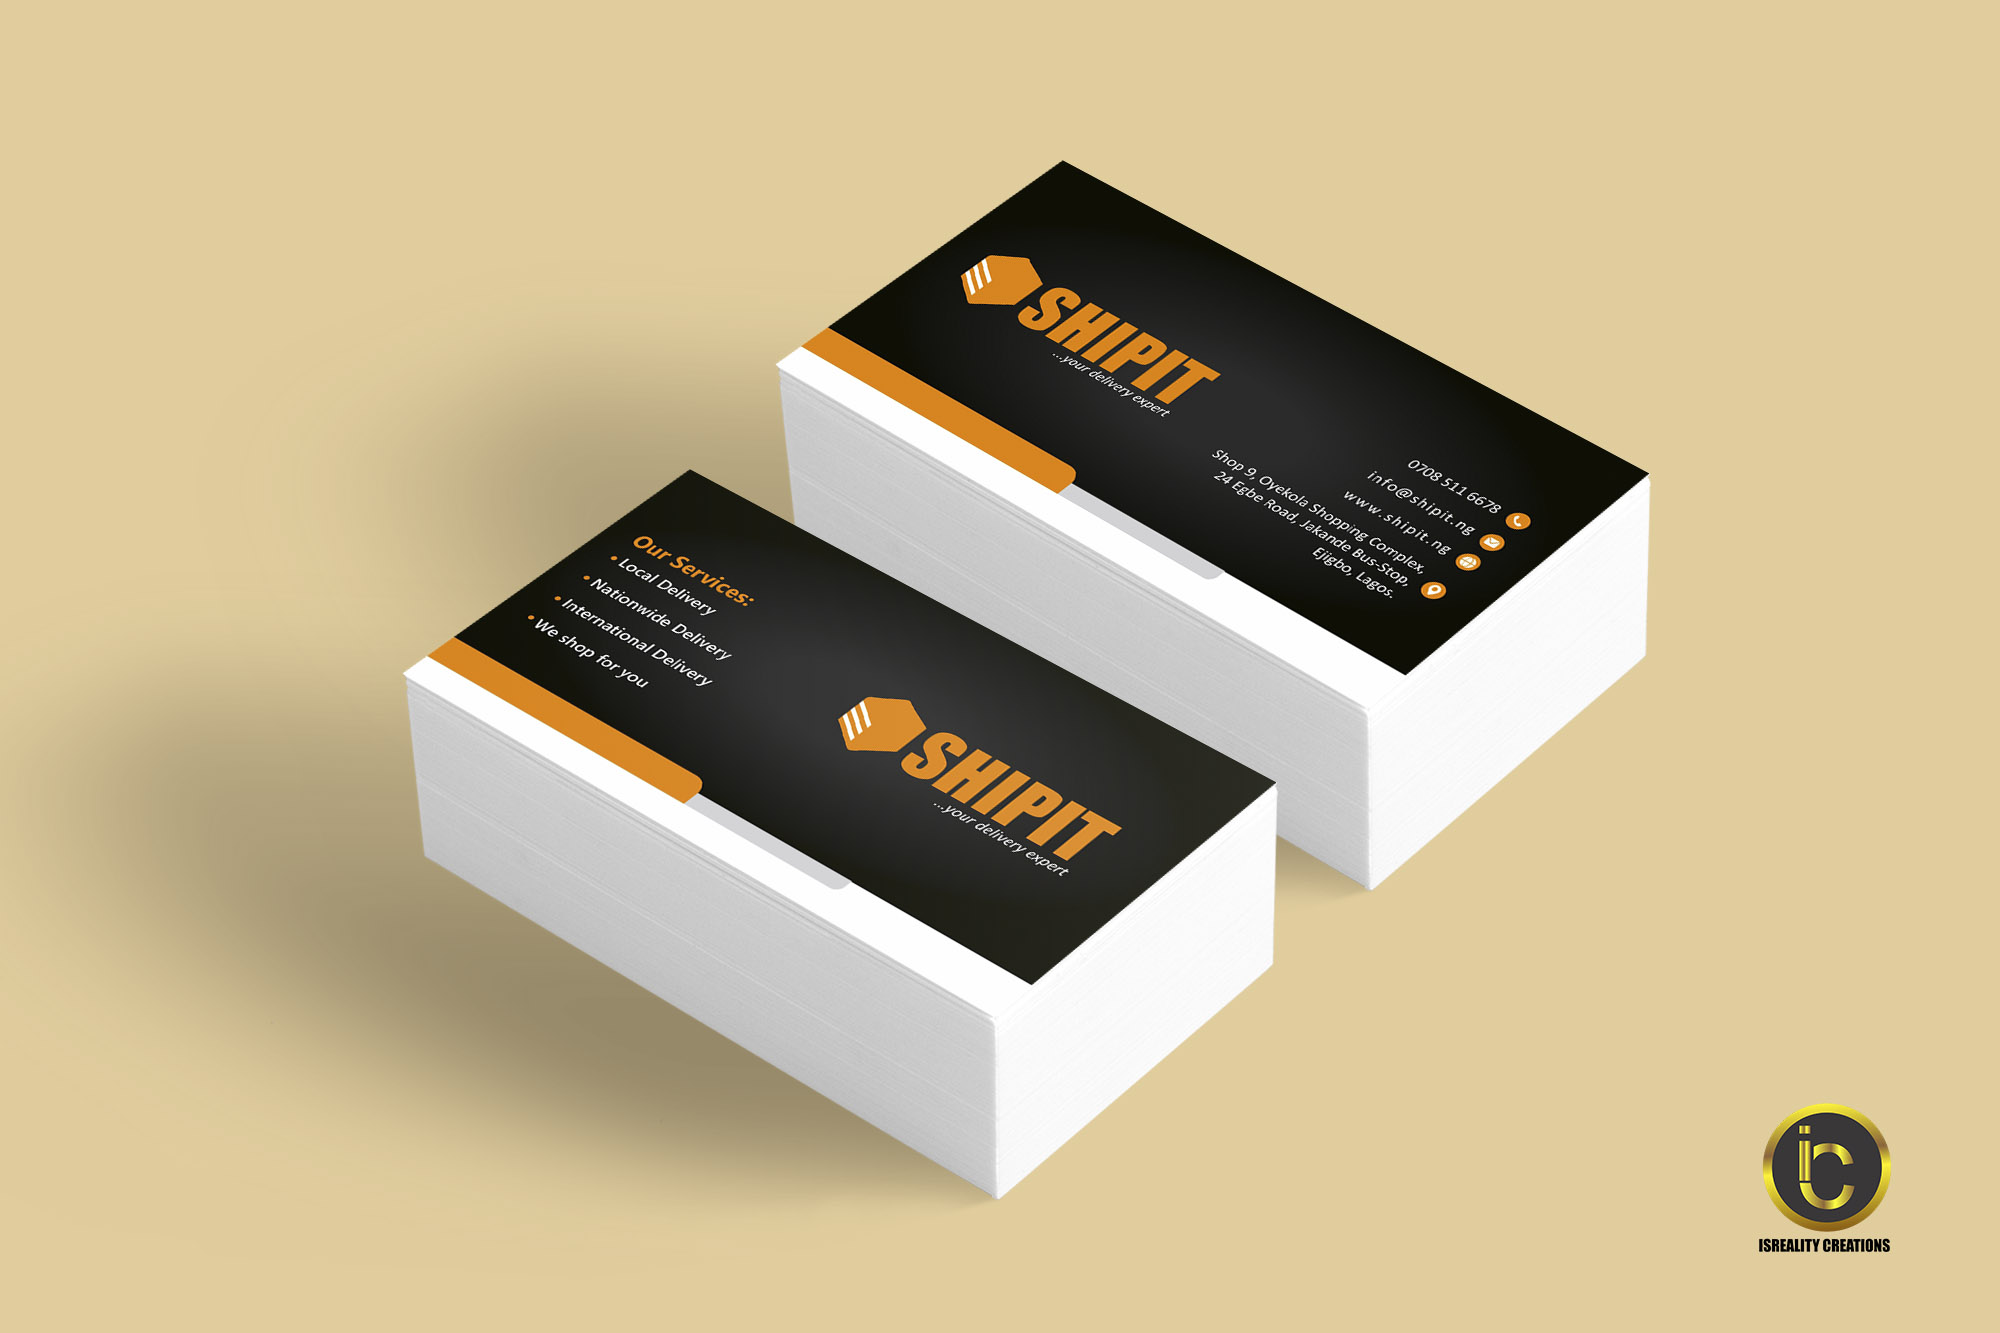 SHIPIT
...your delivery expert
0708 511 6678
info@shipit.ng
www.shipit.ng
Shop 9, Oyekola Shopping Complex,
24 Egbe Road, Jakande Bus-Stop,
Ejigbo, Lagos.
Our Services:
• Local Delivery
• Nationwide Delivery
• International Delivery
• We shop for you
SHIPIT
...your delivery expert
ic
ISREALITY CREATIONS